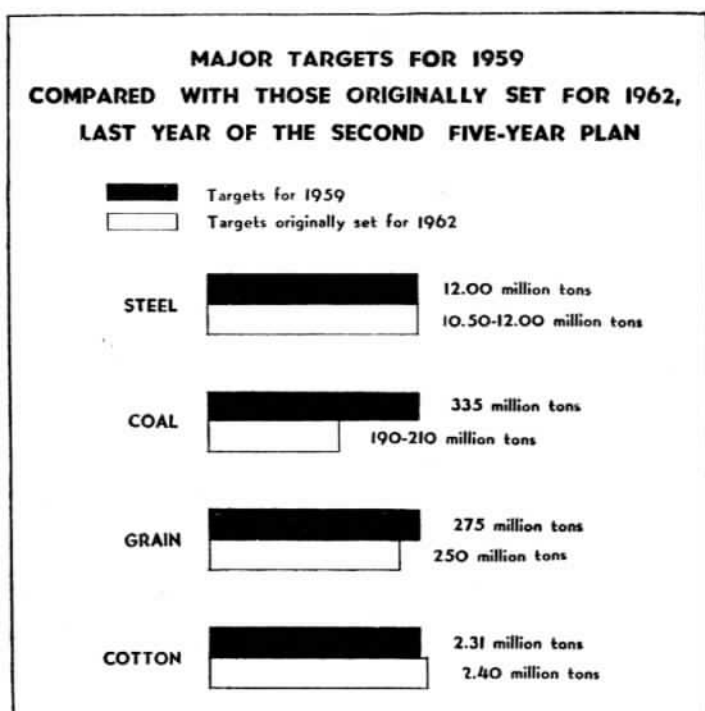 MAJOR TARGETS FOR 1959
COMPARED WITH THOSE ORIGINALLY SET FOR 1962,
LAST YEAR OF THE SECOND FIVE-YEAR PLAN
Targets for 1959
Targets originally set for 1962
STEEL
12.00 million tons
10.50-12.00 million tons
COAL
335 million tons
190-210 million tons
GRAIN
275 million tons
250 million tons
COTTON
2.31 million tons
2.40 million tons